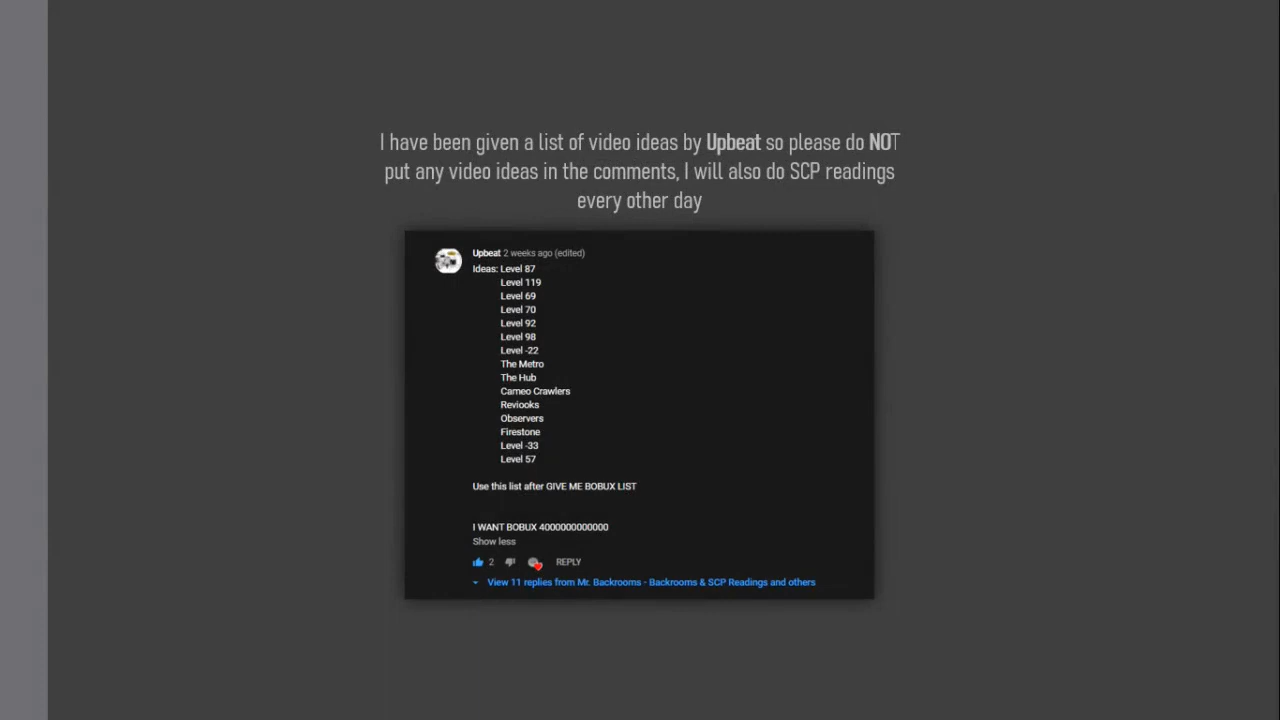 I have been given a list of video ideas by Upbeat so please do NOT
put any video ideas in the comments, I will also do SCP readings
every other day
Upbeat 2 weeks ago (edited)
Ideas: Level 87
Level 119
Level 69
Level 70
Level 92
Level 98
Level -22
The Metro
The Hub
Cameo Crawlers
Reviooks
Observers
Firestone
Level -33
Level 57
Use this list after GIVE ME BOBUX LIST
I WANT BOBUX 4000000000000
Show less
2 REPLY
View 11 replies from Mr. Backrooms - Backrooms & SCP Readings and others